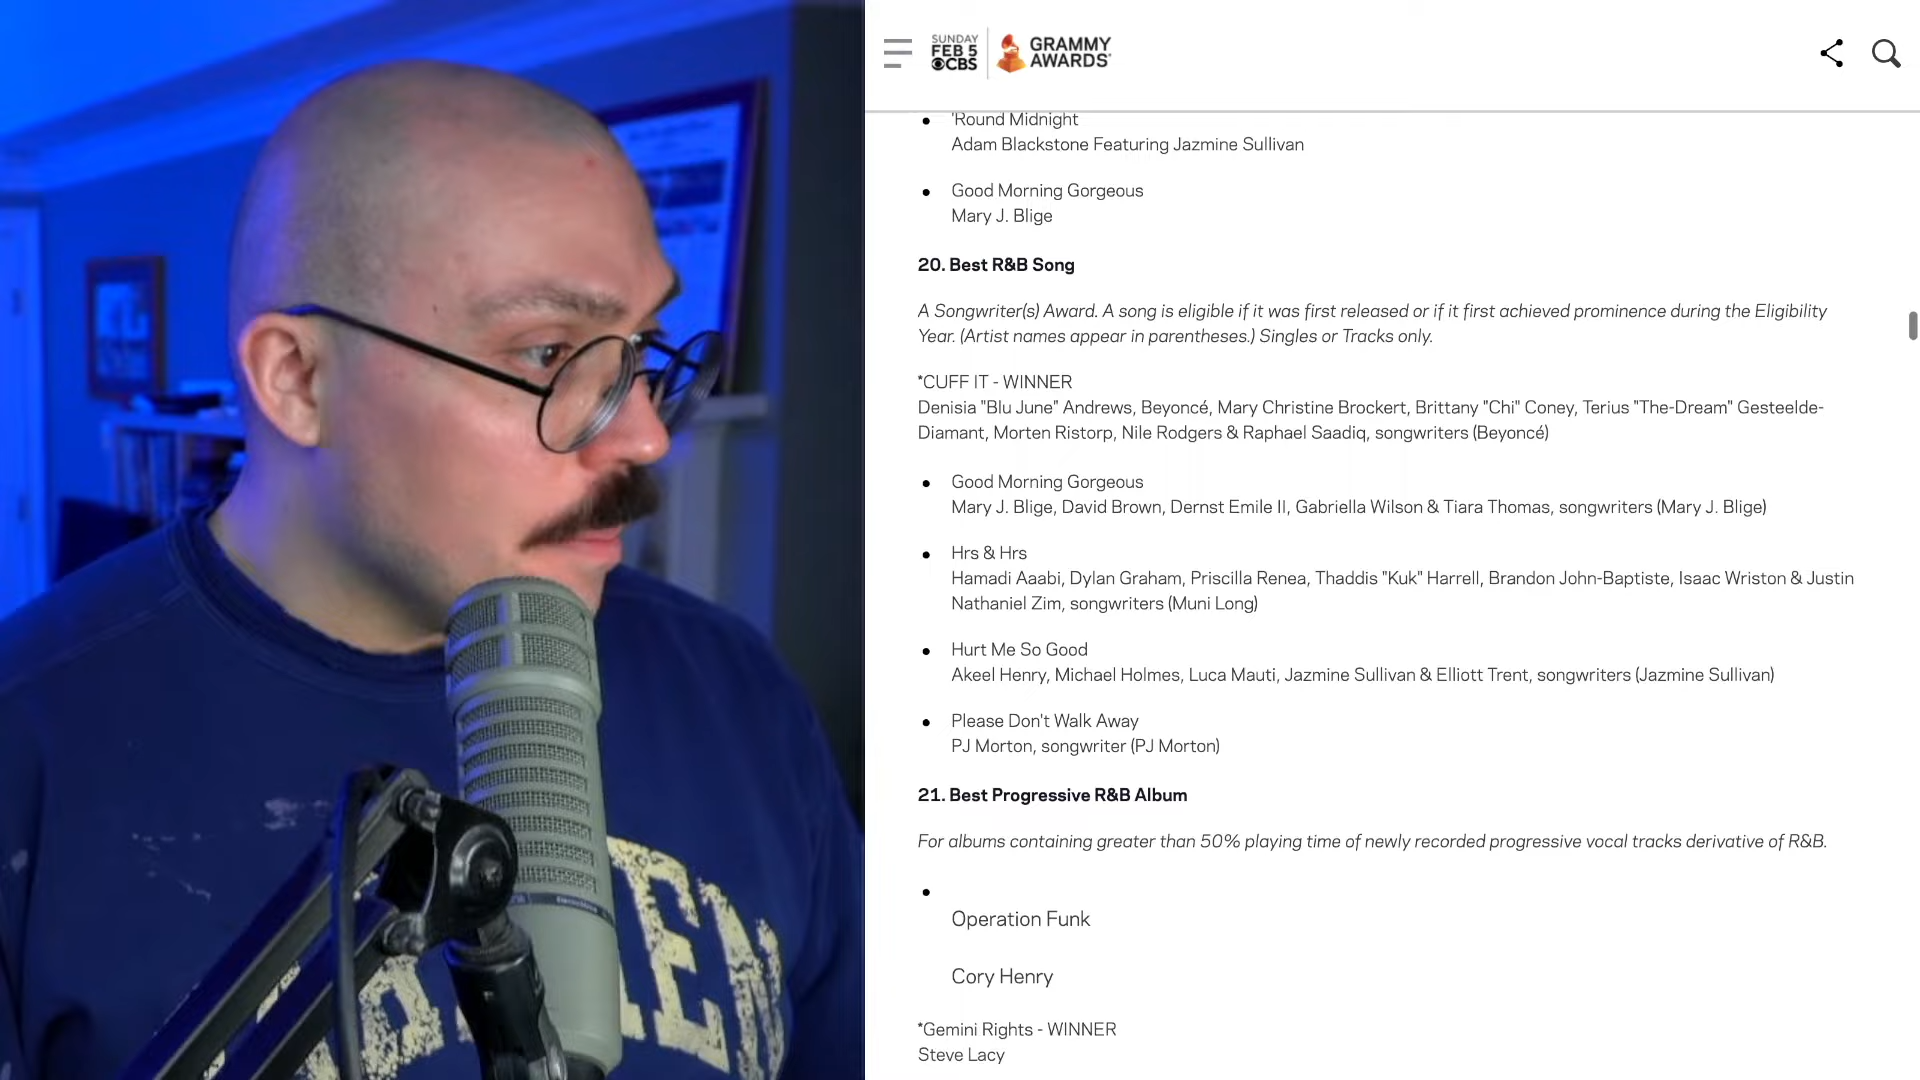 SUNDAY
FEB 5
CBS
GRAMMY
AWARDS
'Round Midnight
Adam Blackstone Featuring Jazmine Sullivan
Good Morning Gorgeous
Mary J. Blige
20. Best R&B Song
A Songwriter(s) Award. A song is eligible if it was first released or if it first achieved prominence during the Eligibility
Year. (Artist names appear in parentheses.) Singles or Tracks only.
*CUFF IT - WINNER
Denisia "Blu June" Andrews, Beyoncé, Mary Christine Brockert, Brittany "Chi" Coney, Terius "The-Dream" Gesteelde-
Diamant, Morten Ristorp, Nile Rodgers & Raphael Saadiq, songwriters (Beyoncé)
Good Morning Gorgeous
Mary J. Blige, David Brown, Dernst Emile II, Gabriella Wilson & Tiara Thomas, songwriters (Mary J. Blige)
Hrs & Hrs
Hamadi Aaabi, Dylan Graham, Priscilla Renea, Thaddis "Kuk" Harrell, Brandon John-Baptiste, Isaac Wriston & Justin
Nathaniel Zim, songwriters (Muni Long)
Hurt Me So Good
Akeel Henry, Michael Holmes, Luca Mauti, Jazmine Sullivan & Elliott Trent, songwriters (Jazmine Sullivan)
Please Don't Walk Away
PJ Morton, songwriter (PJ Morton)
21. Best Progressive R&B Album
For albums containing greater than 50% playing time of newly recorded progressive vocal tracks derivative of R&B.
Operation Funk
Cory Henry
*Gemini Rights - WINNER
Steve Lacy